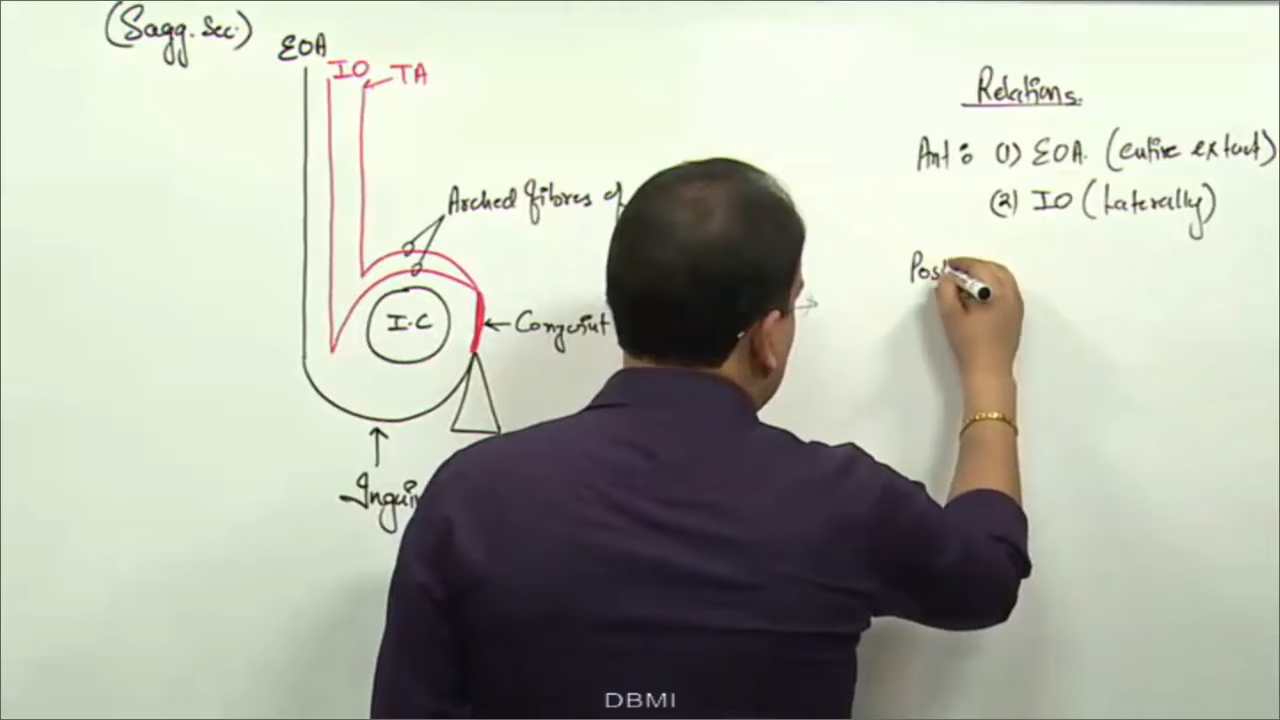 (Sagg. Sec.)
EOA
IO
TA
Arched fibres of
I.C
Conjoint
Inguin
Relations.
Ant: (1) EOA. (entire extent)
(2) IO (Laterally)
Pos
DBMI